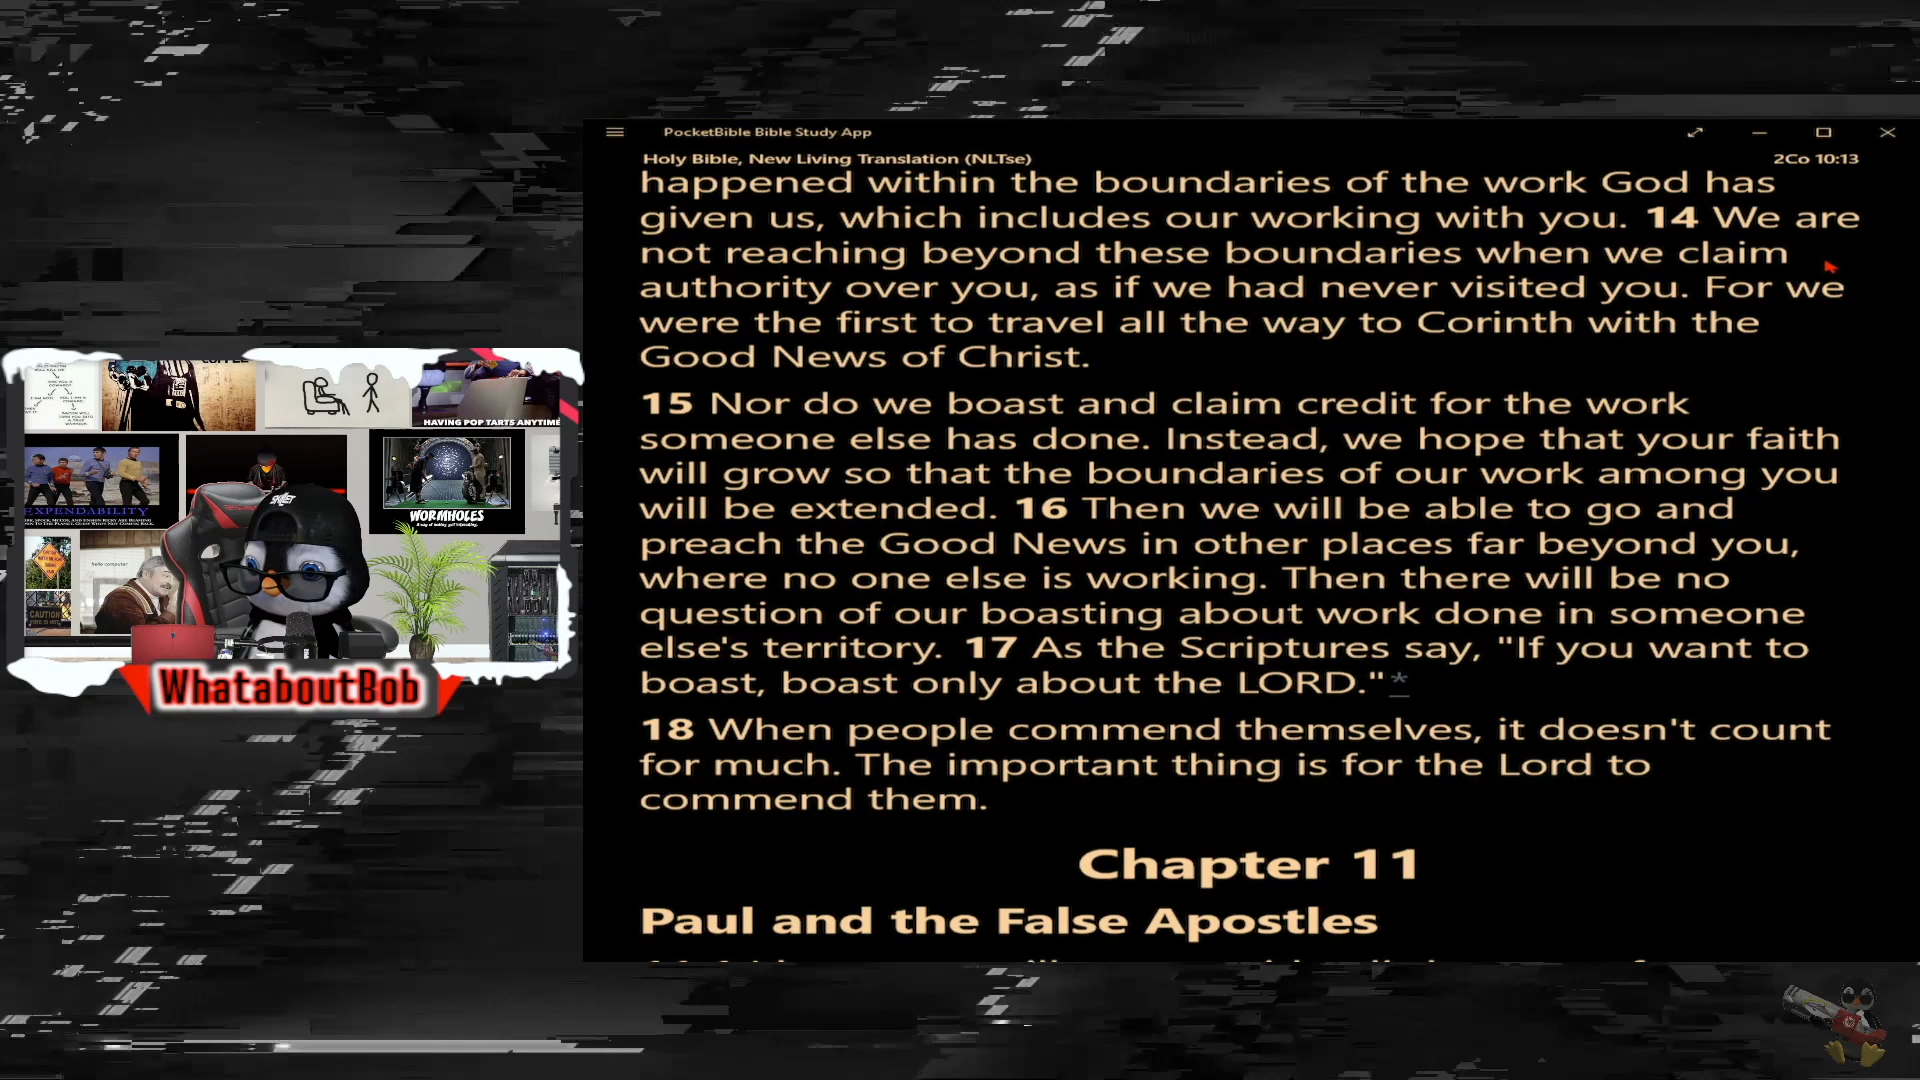 PocketBible Bible Study App
Holy Bible, New Living Translation (NLTse)
2Co 10:13
happened within the boundaries of the work God has
given us, which includes our working with you. 14 We are
not reaching beyond these boundaries when we claim
authority over you, as if we had never visited you. For we
were the first to travel all the way to Corinth with the
Good News of Christ.
15 Nor do we boast and claim credit for the work
someone else has done. Instead, we hope that your faith
will grow so that the boundaries of our work among you
will be extended. 16 Then we will be able to go and
preach the Good News in other places far beyond you,
where no one else is working. Then there will be no
question of our boasting about work done in someone
else's territory. 17 As the Scriptures say, "If you want to
boast, boast only about the LORD."*
18 When people commend themselves, it doesn't count
for much. The important thing is for the Lord to
commend them.
Chapter 11
Paul and the False Apostles
HAVING POP TARTS ANYTIME
EXPENDABILITY
WORMHOLES
hello computer
CAUTION
SKILLET
WhataboutBob